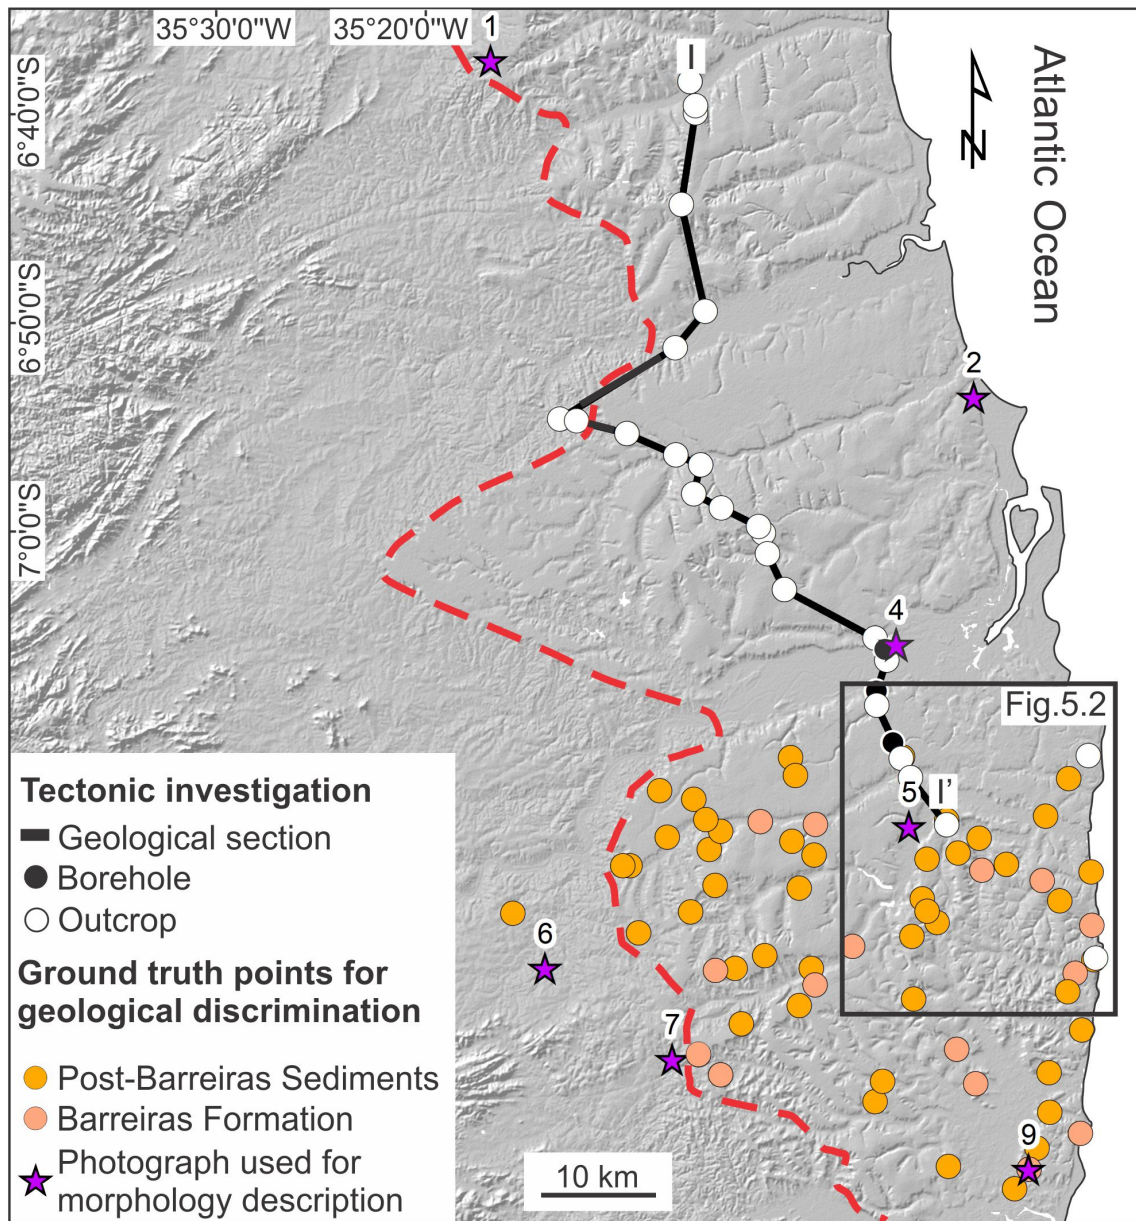 35°30'0"W
35°20'0"W
1
I
Atlantic Ocean
N
6°40'0"S
6°50'0"S
2
7°0'0"S
4
Fig.5.2
5
I'
6
7
9
Tectonic investigation
Geological section
Borehole
Outcrop
Ground truth points for
geological discrimination
Post-Barreiras Sediments
Barreiras Formation
Photograph used for
morphology description
10 km